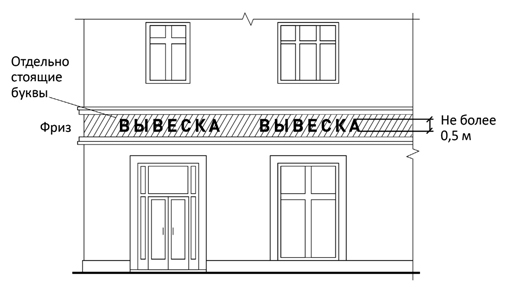 Отдельно
стоящие
буквы
Фриз
ВЫВЕСКА ВЫВЕСКА
Не более
0,5 м